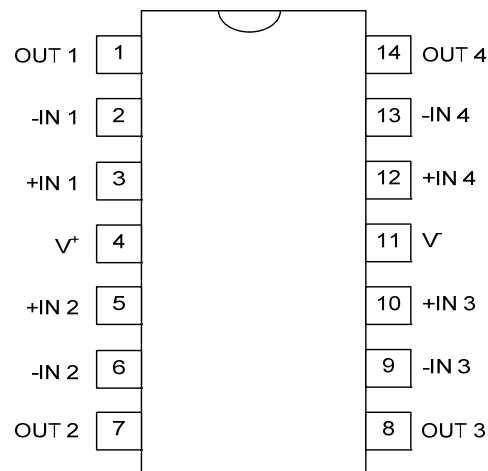 OUT 1 1 14 OUT 4
-IN 1 2 13 -IN 4
+IN 1 3 12 +IN 4
V⁺ 4 11 V⁻
+IN 2 5 10 +IN 3
-IN 2 6 9 -IN 3
OUT 2 7 8 OUT 3